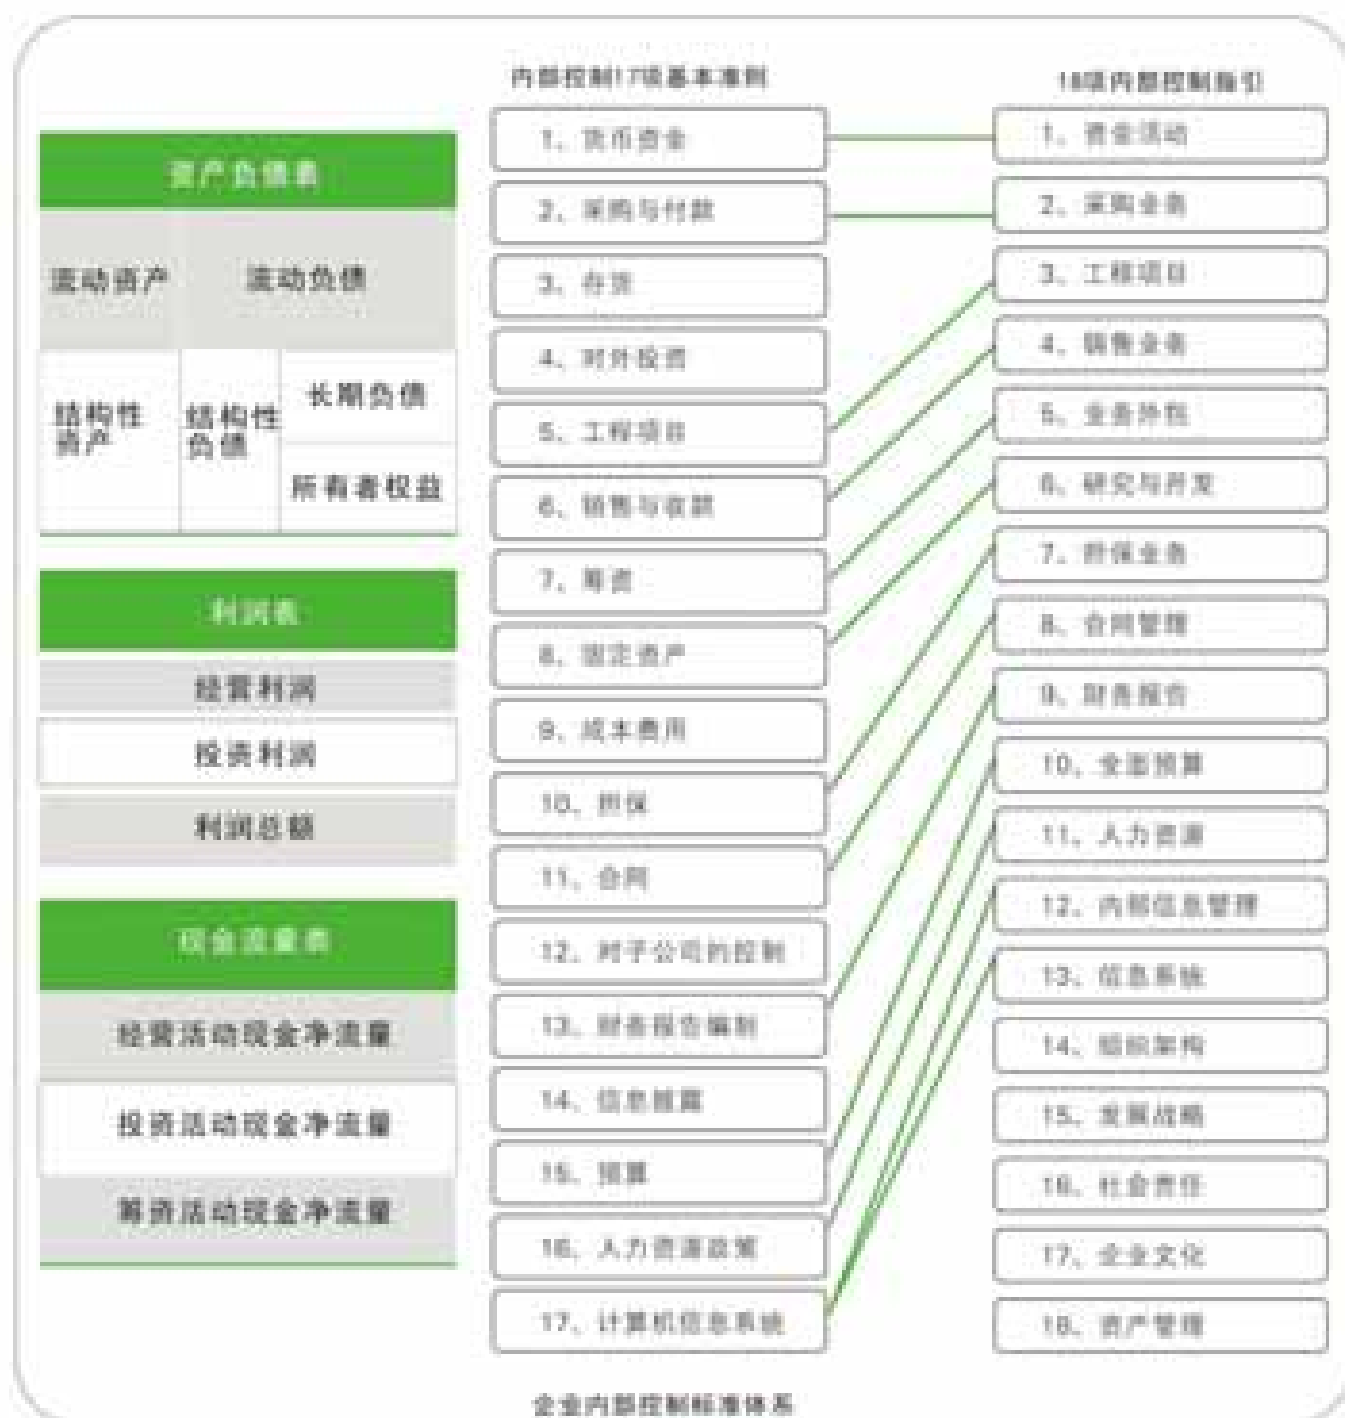 资产负债表
流动资产
流动负债
结构性
资产
结构性
负债
长期负债
所有者权益
利润表
经营利润
投资利润
利润总额
现金流量表
经营活动现金净流量
投资活动现金净流量
筹资活动现金净流量
内部控制17项基本准则
1、货币资金
2、采购与付款
3、存货
4、对外投资
5、工程项目
6、销售与收款
7、筹资
8、固定资产
9、成本费用
10、担保
11、合同
12、对子公司的控制
13、财务报告编制
14、信息披露
15、预算
16、人力资源政策
17、计算机信息系统
18项内部控制指引
1、资金活动
2、采购业务
3、工程项目
4、销售业务
5、业务外包
6、研究与开发
7、担保业务
8、合同管理
9、财务报告
10、全面预算
11、人力资源
12、内部信息管理
13、信息系统
14、组织架构
15、发展战略
16、社会责任
17、企业文化
18、资产管理
企业内部控制标准体系